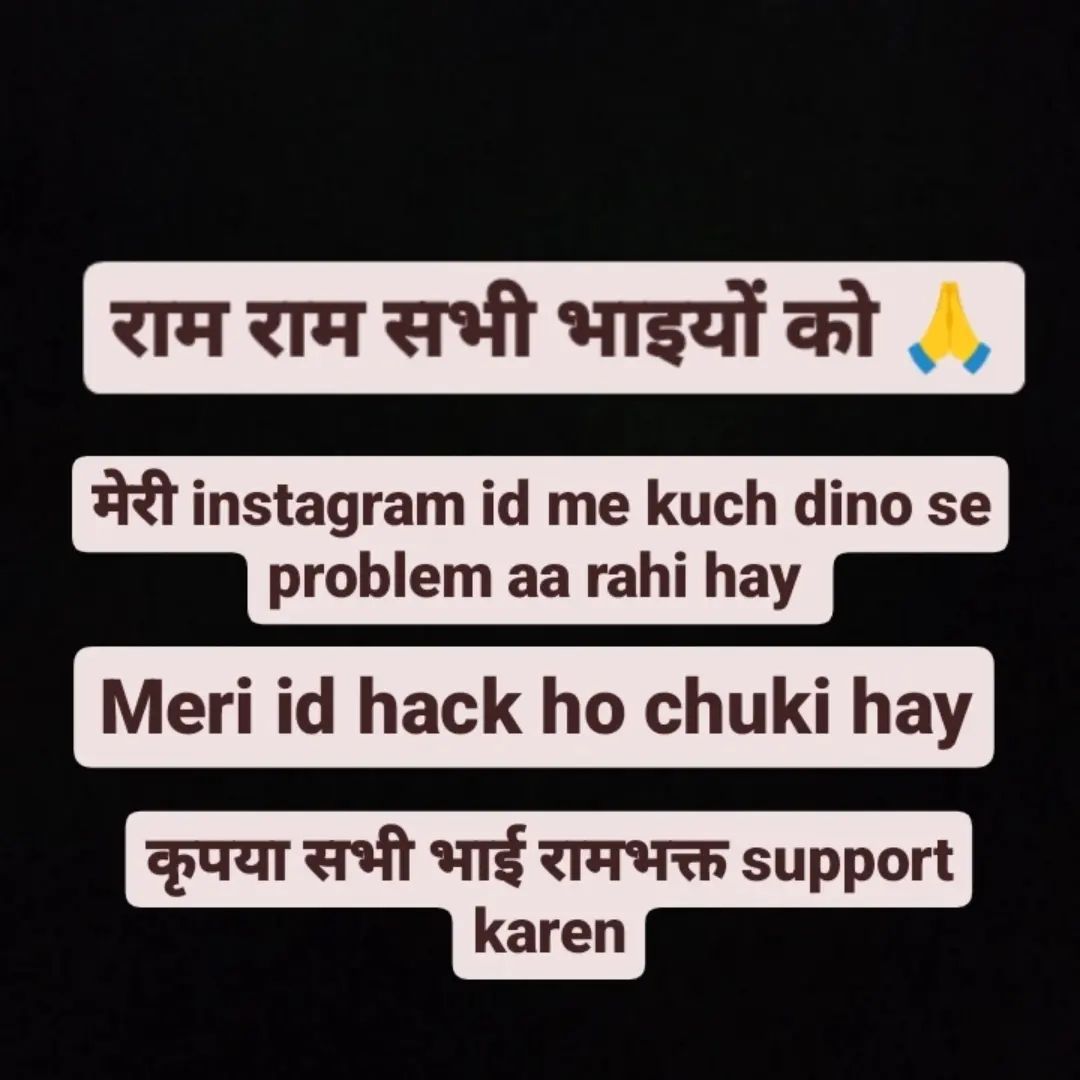 राम राम सभी भाइयों को 🙏
मेरी instagram id me kuch dino se
problem aa rahi hay
Meri id hack ho chuki hay
कृपया सभी भाई रामभक्त support
karen